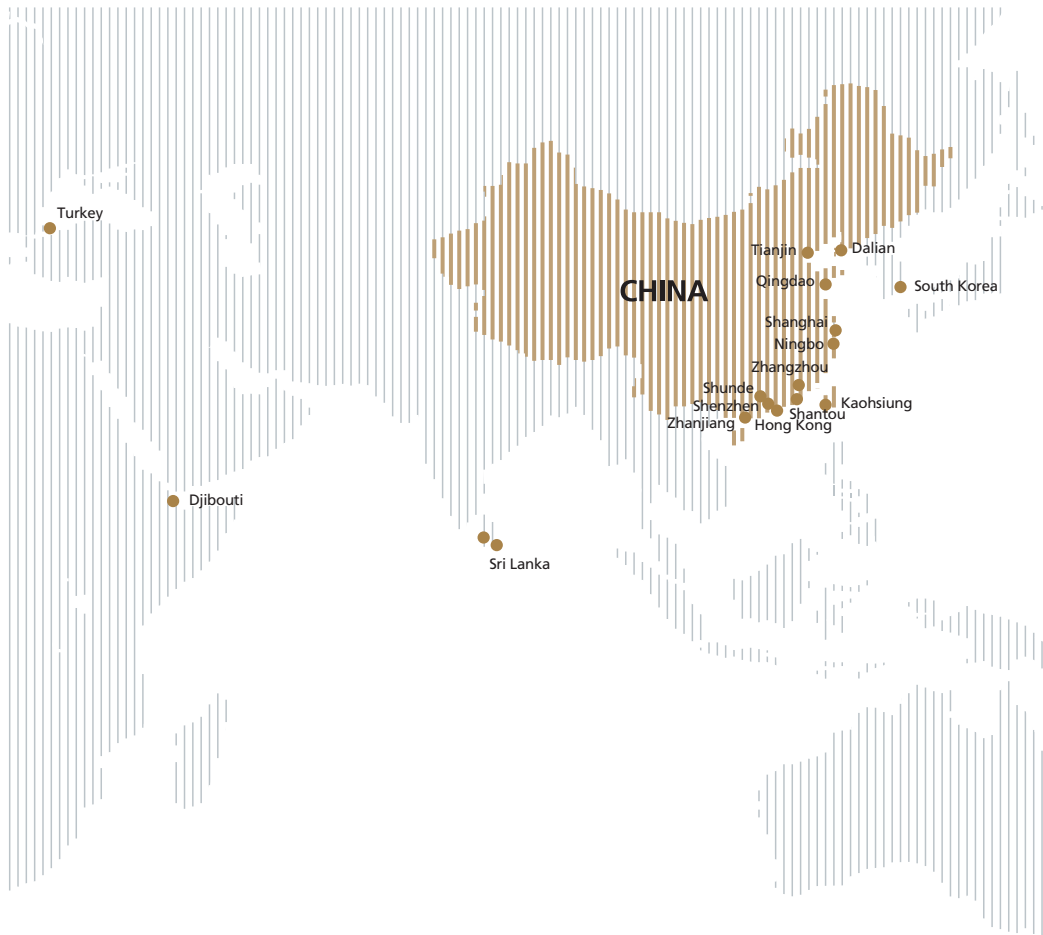 Turkey
Tianjin
Dalian
Qingdao
CHINA
South Korea
Shanghai
Ningbo
Zhangzhou
Shunde
Shenzhen
Kaohsiung
Shantou
Zhanjiang
Hong Kong
Djibouti
Sri Lanka